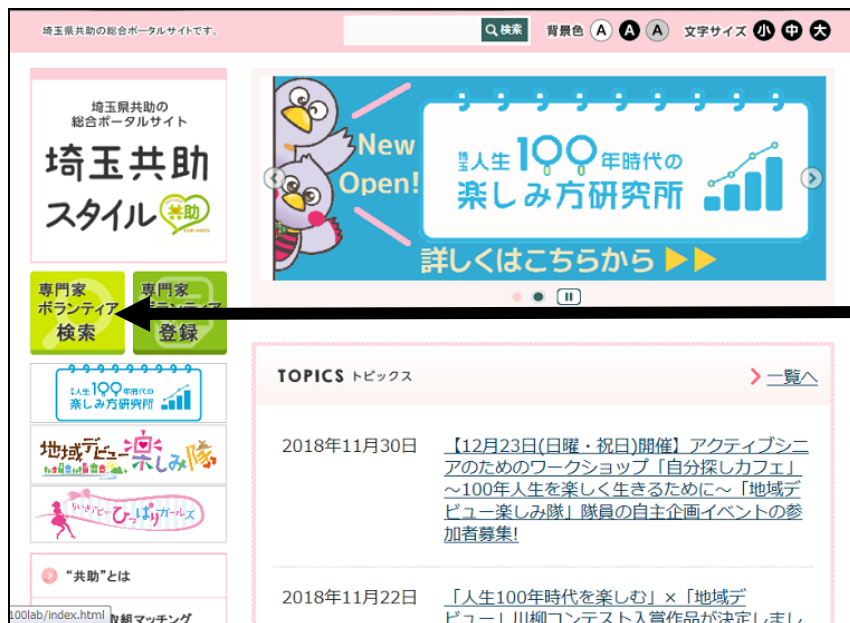 埼玉県共助の総合ポータルサイトです。
検索
背景色 A A A
文字サイズ 小 中 大
埼玉県共助の
総合ポータルサイト
埼玉共助
スタイル 共助
New
Open!
埼玉 人生100年時代の
楽しみ方研究所
詳しくはこちらから
専門家
ボランティア
検索
専門家
登録
埼玉 人生100年時代の
楽しみ方研究所
地域デビュー楽しみ隊
ひっぱりガールズ
“共助”とは
取組マッチング
100lab/index.html
TOPICS トピックス
一覧へ
2018年11月30日
【12月23日(日曜・祝日)開催】アクティブシニ
アのためのワークショップ「自分探しカフェ」
～100年人生を楽しく生きるために～「地域デ
ビュー楽しみ隊」隊員の自主企画イベントの参
加者募集!
2018年11月22日
「人生100年時代を楽しむ」×「地域デ
ビュー」川柳コンテスト入賞作品が決定しまし